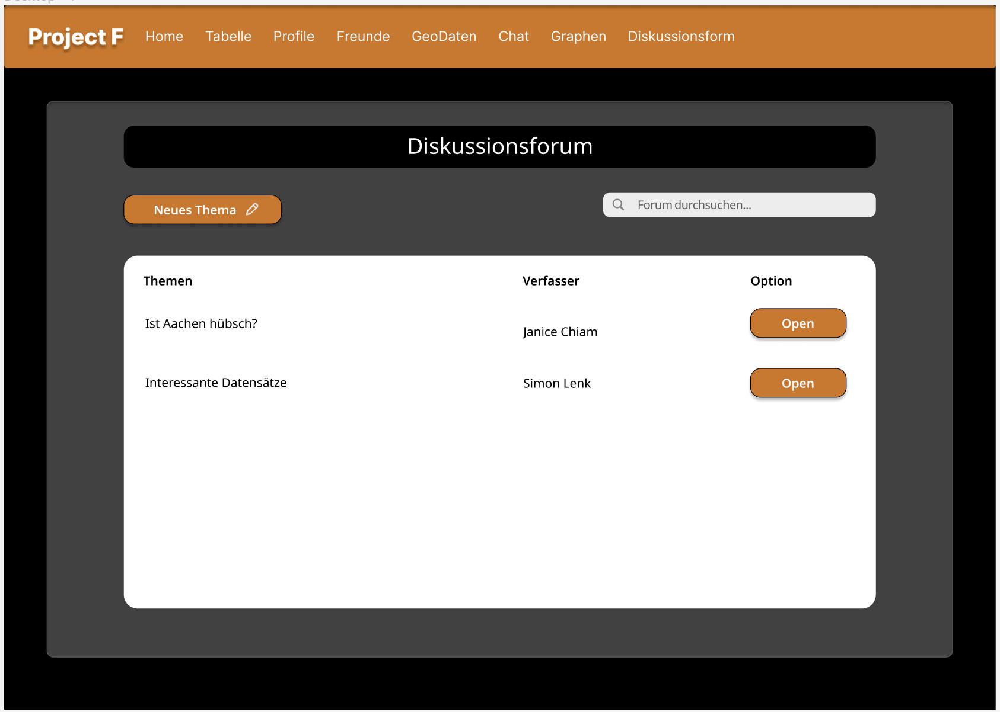 Project F Home Tabelle Profile Freunde GeoDaten Chat Graphen Diskussionsform
Diskussionsforum
Neues Thema
Forum durchsuchen...
Themen Verfasser Option
Ist Aachen hübsch? Janice Chiam Open
Interessante Datensätze Simon Lenk Open